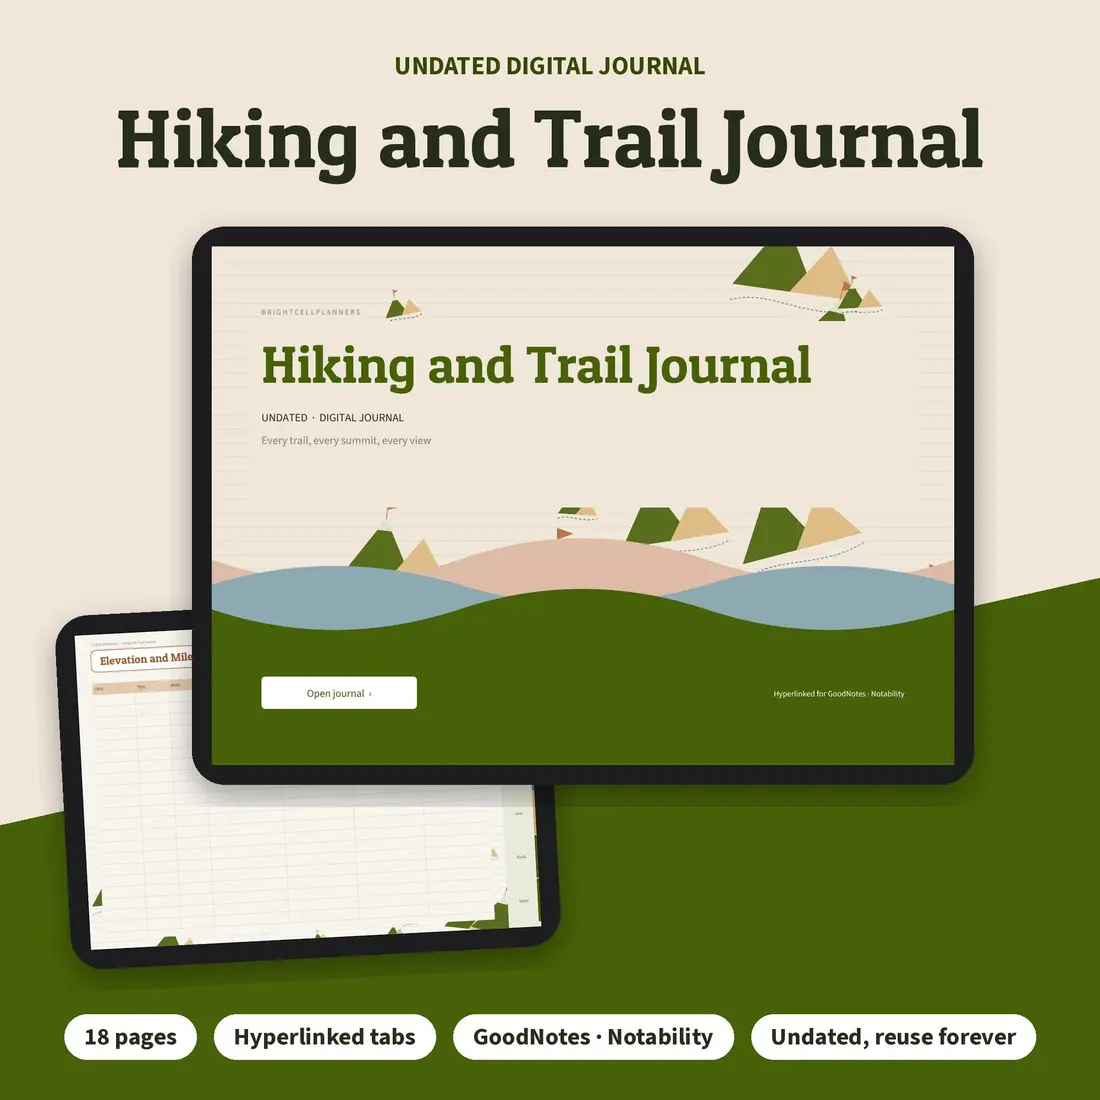 UNDATED DIGITAL JOURNAL
Hiking and Trail Journal
BRIGHTCELLPLANNERS
Hiking and Trail Journal
UNDATED · DIGITAL JOURNAL
Every trail, every summit, every view
Open journal ›
Hyperlinked for GoodNotes · Notability
Elevation and Mile
18 pages
Hyperlinked tabs
GoodNotes · Notability
Undated, reuse forever